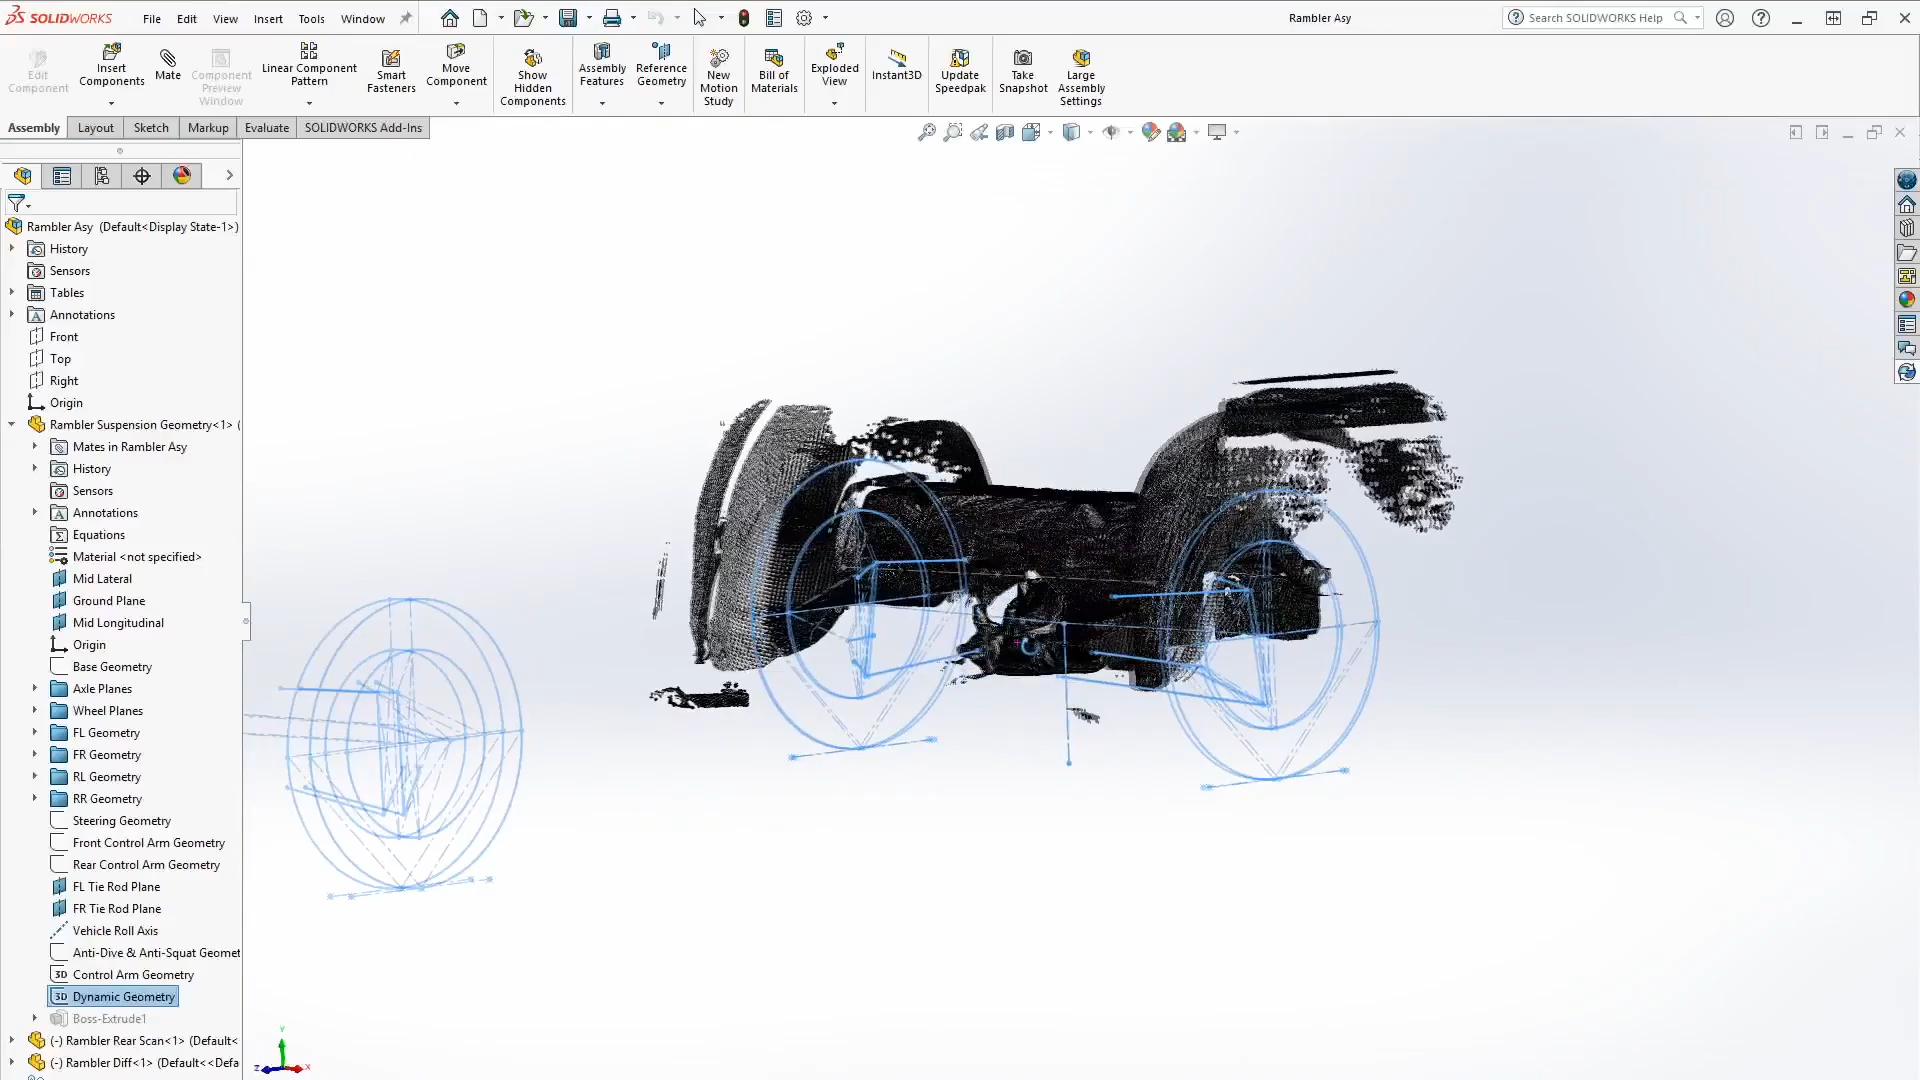 SOLIDWORKS
File
Edit
View
Insert
Tools
Window
Rambler Asy
Search SOLIDWORKS Help
Edit
Component
Insert
Components
Mate
Component
Preview
Window
Linear Component
Pattern
Smart
Fasteners
Move
Component
Show
Hidden
Components
Assembly
Features
Reference
Geometry
New
Motion
Study
Bill of
Materials
Exploded
View
Instant3D
Update
Speedpak
Take
Snapshot
Large
Assembly
Settings
Assembly
Layout
Sketch
Markup
Evaluate
SOLIDWORKS Add-Ins
Rambler Asy (Default<Display State-1>)
History
Sensors
Tables
Annotations
Front
Top
Right
Origin
Rambler Suspension Geometry<1> (
Mates in Rambler Asy
History
Sensors
Annotations
Equations
Material <not specified>
Mid Lateral
Ground Plane
Mid Longitudinal
Origin
Base Geometry
Axle Planes
Wheel Planes
FL Geometry
FR Geometry
RL Geometry
RR Geometry
Steering Geometry
Front Control Arm Geometry
Rear Control Arm Geometry
FL Tie Rod Plane
FR Tie Rod Plane
Vehicle Roll Axis
Anti-Dive & Anti-Squat Geomet
3D Control Arm Geometry
3D Dynamic Geometry
Boss-Extrude1
(-) Rambler Rear Scan<1> (Default<
(-) Rambler Diff<1> (Default<<Defa
Y
Z
X